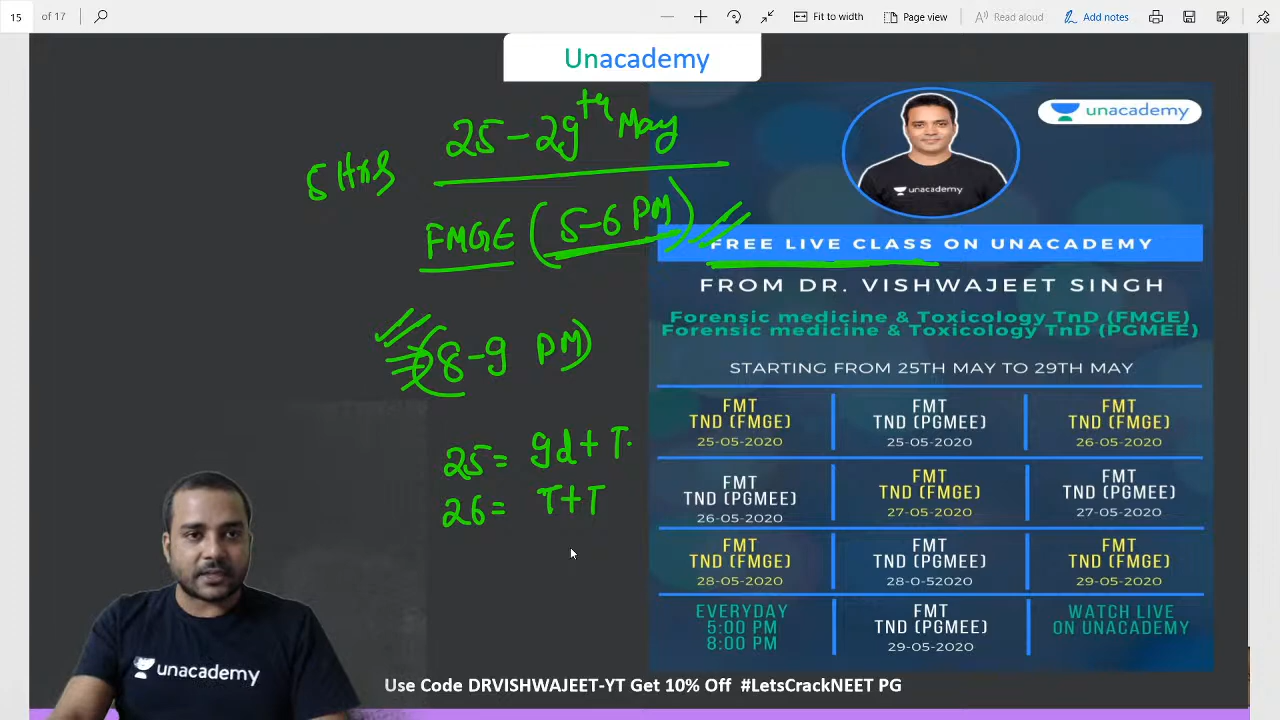 15 of 17
Fit to width
Page view
Read aloud
Add notes
Unacademy
25-29th May
5 Hrs
FMGE (5-6 PM)
(8-9 PM)
25= Id + T.
26= T+T
unacademy
unacademy
FREE LIVE CLASS ON UNACADEMY
FROM DR. VISHWAJEET SINGH
Forensic medicine & Toxicology TnD (FMGE)
Forensic medicine & Toxicology TnD (PGMEE)
STARTING FROM 25TH MAY TO 29TH MAY
FMT TND (FMGE) 25-05-2020
FMT TND (PGMEE) 25-05-2020
FMT TND (FMGE) 26-05-2020
FMT TND (PGMEE) 26-05-2020
FMT TND (FMGE) 27-05-2020
FMT TND (PGMEE) 27-05-2020
FMT TND (FMGE) 28-05-2020
FMT TND (PGMEE) 28-0-52020
FMT TND (FMGE) 29-05-2020
EVERYDAY 5:00 PM 8:00 PM
FMT TND (PGMEE) 29-05-2020
WATCH LIVE ON UNACADEMY
unacademy
Use Code DRVISHWAJEET-YT Get 10% Off #LetsCrackNEET PG